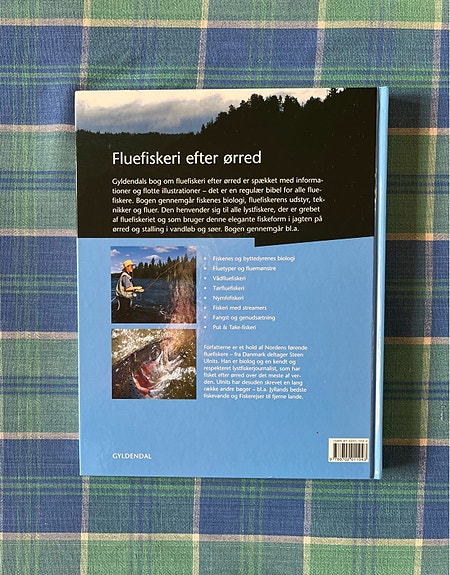 Fluefiskeri efter ørred
Gyldendals bog om fluefiskeri efter ørred er spækket med informa-
tioner og flotte illustrationer – det er en regulær bibel for alle flue-
fiskere. Bogen gennemgår fiskenes biologi, fluefiskerens udstyr, tek-
nikker og fluer. Den henvender sig til alle lystfiskere, der er grebet
af fluefiskeriet og som bruger denne elegante fiskeform i jagten på
ørred og stalling i vandløb og søer. Bogen gennemgår bl.a.
• Fiskenes og byttedyrenes biologi
• Fluetyper og fluemønstre
• Vådfluefiskeri
• Tørfluefiskeri
• Nymfefiskeri
• Fiskeri med streamers
• Fangst og genudsætning
• Put & Take-fiskeri
Forfatterne er et hold af Nordens førende
fluefiskere – fra Danmark deltager Steen
Ulnits. Han er biolog og en kendt og
respekteret lystfiskerjournalist, som har
fisket efter ørred over det meste af ver-
den. Ulnits har desuden skrevet en lang
række andre bøger – bl.a. Jyllands bedste
fiskevande og Fiskerejser til fjerne lande.
GYLDENDAL